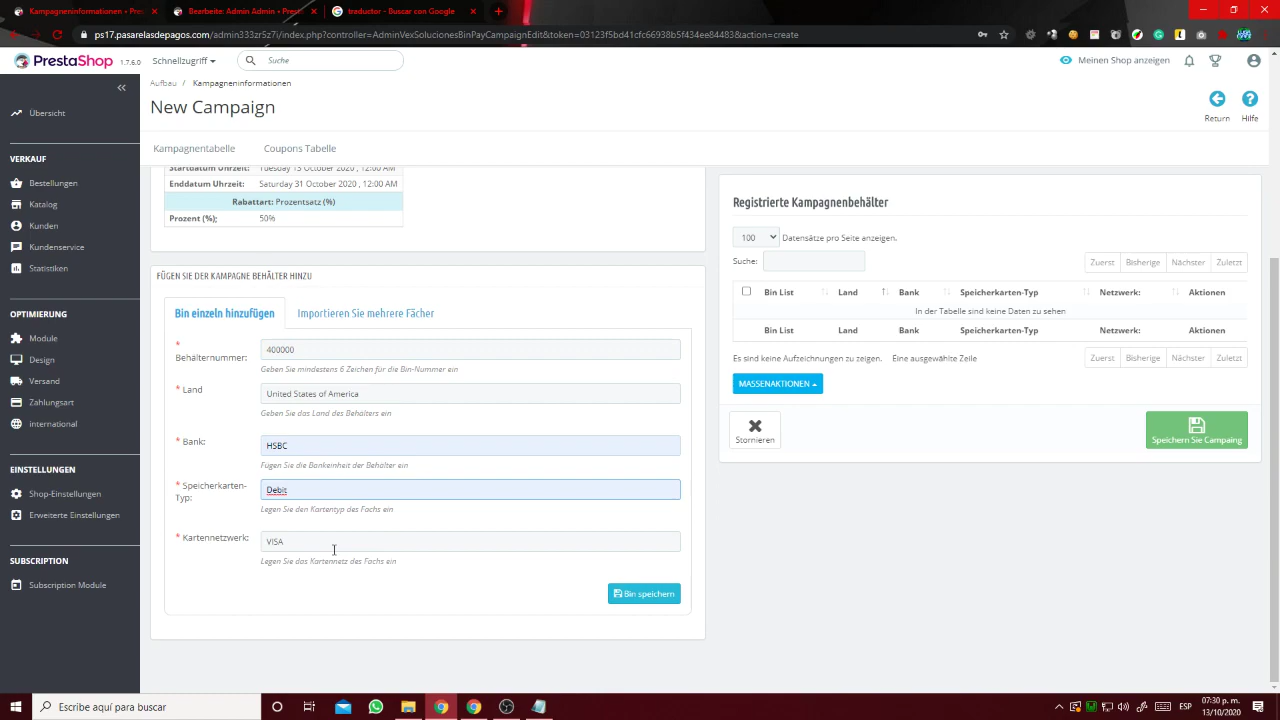 Kampagneninformationen • Pres
Bearbeite: Admin Admin • Prest
traductor - Buscar con Google
ps17.pasarelasdepagos.com/admin333r5z7i/index.php?controller=AdminVexSolucionesBinPayCampaignEdit&token=03123f5bd41cfc66938b5f434ee84483&action=create
PrestaShop 1.7.6.0
Schnellzugriff
Suche
Meinen Shop anzeigen
Aufbau / Kampagneninformationen
New Campaign
Return
Hilfe
Kampagnentabelle
Coupons Tabelle
Übersicht
VERKAUF
Bestellungen
Katalog
Kunden
Kundenservice
Statistiken
OPTIMIERUNG
Module
Design
Versand
Zahlungsart
international
EINSTELLUNGEN
Shop-Einstellungen
Erweiterte Einstellungen
SUBSCRIPTION
Subscription Module
Startdatum Uhrzeit: Tuesday 13 October 2020 , 12:00 AM
Enddatum Uhrzeit: Saturday 31 October 2020 , 12:00 AM
Rabattart: Prozentsatz (%)
Prozent (%); 50%
FÜGEN SIE DER KAMPAGNE BEHÄLTER HINZU
Bin einzeln hinzufügen
Importieren Sie mehrere Fächer
* Behälternummer: 400000
Geben Sie mindestens 6 Zeichen für die Bin-Nummer ein
* Land United States of America
Geben Sie das Land des Behälters ein
* Bank: HSBC
Fügen Sie die Bankeinheit der Behälter ein
* Speicherkarten-Typ: Debit
Legen Sie den Kartentyp des Fachs ein
* Kartennetzwerk: VISA
Legen Sie das Kartennetz des Fachs ein
Bin speichern
Registrierte Kampagnenbehälter
100 Datensätze pro Seite anzeigen.
Suche:
Zuerst Bisherige Nächster Zuletzt
Bin List Land Bank Speicherkarten-Typ Netzwerk: Aktionen
In der Tabelle sind keine Daten zu sehen
Bin List Land Bank Speicherkarten-Typ Netzwerk: Aktionen
Es sind keine Aufzeichnungen zu zeigen. Eine ausgewählte Zeile
Zuerst Bisherige Nächster Zuletzt
MASSENAKTIONEN
Stornieren
Speichern Sie Campaing
Escribe aquí para buscar
ESP
07:30 p. m.
13/10/2020